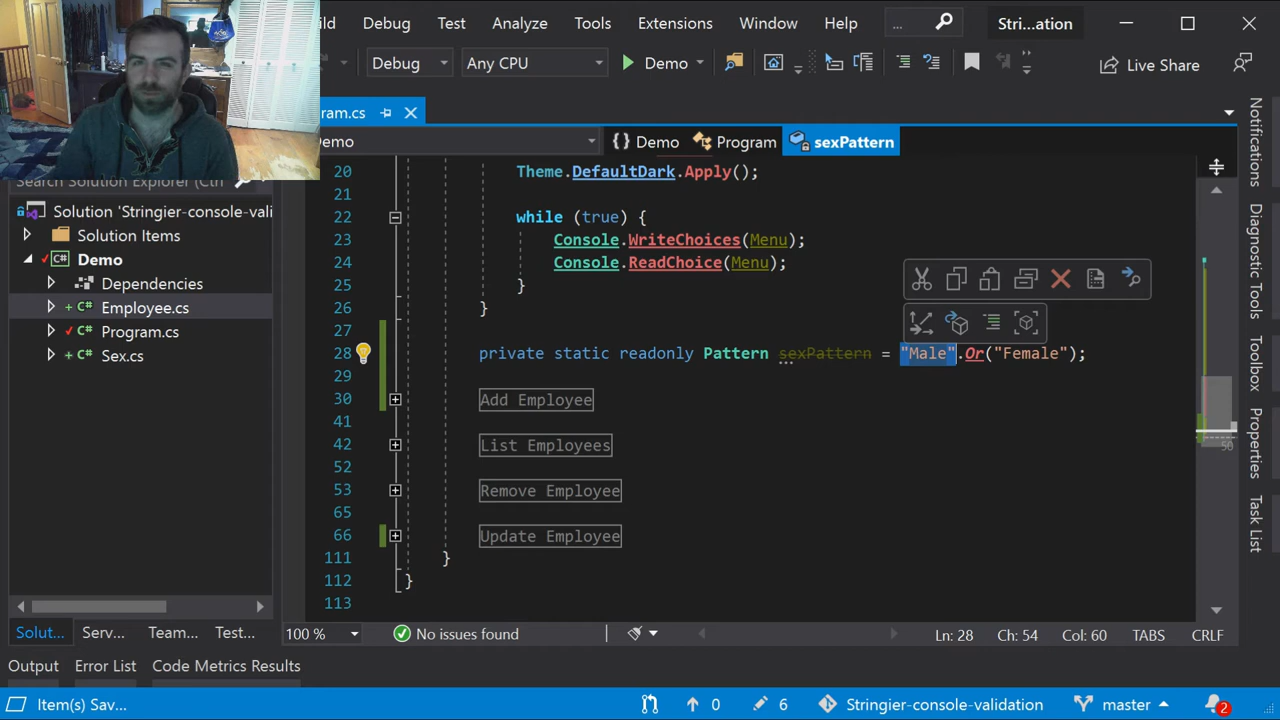 ild Debug Test Analyze Tools Extensions Window Help ... Stri...ation
Debug Any CPU Demo Live Share
ram.cs
Demo Demo Program sexPattern
Search Solution Explorer (Ctr
Solution 'Stringier-console-vali
Solution Items
C# Demo
Dependencies
+ C# Employee.cs
C# Program.cs
+ C# Sex.cs
20 Theme.DefaultDark.Apply();
21
22 while (true) {
23 Console.WriteChoices(Menu);
24 Console.ReadChoice(Menu);
25 }
26 }
27
28 private static readonly Pattern sexPattern = "Male".Or("Female");
29
30 Add Employee
41
42 List Employees
52
53 Remove Employee
65
66 Update Employee
111 }
112 }
113
50
Notifications
Diagnostic Tools
Toolbox
Properties
Task List
Solut... Serv... Team... Test...
100 % No issues found Ln: 28 Ch: 54 Col: 60 TABS CRLF
Output Error List Code Metrics Results
Item(s) Sav... 0 6 Stringier-console-validation master 2